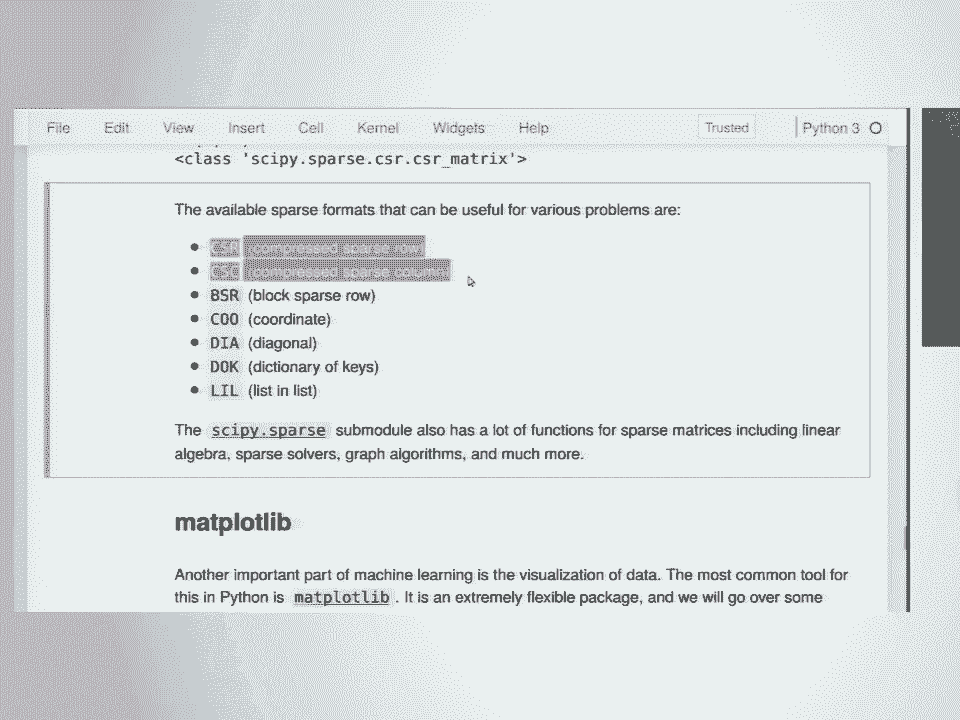 File Edit View Insert Cell Kernel Widgets Help Trusted Python 3
<class 'scipy.sparse.csr.csr_matrix'>
The available sparse formats that can be useful for various problems are:
CSR (compressed sparse row)
CSC (compressed sparse column)
BSR (block sparse row)
COO (coordinate)
DIA (diagonal)
DOK (dictionary of keys)
LIL (list in list)
The scipy.sparse submodule also has a lot of functions for sparse matrices including linear
algebra, sparse solvers, graph algorithms, and much more.
matplotlib
Another important part of machine learning is the visualization of data. The most common tool for
this in Python is matplotlib. It is an extremely flexible package, and we will go over some